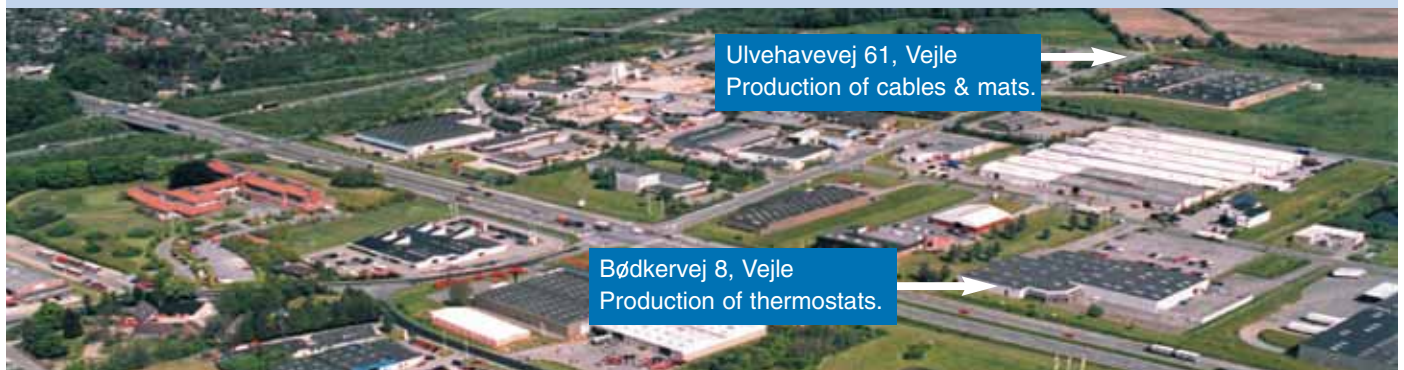 Ulvehavevej 61, Vejle
Production of cables & mats.
Bødkervej 8, Vejle
Production of thermostats.